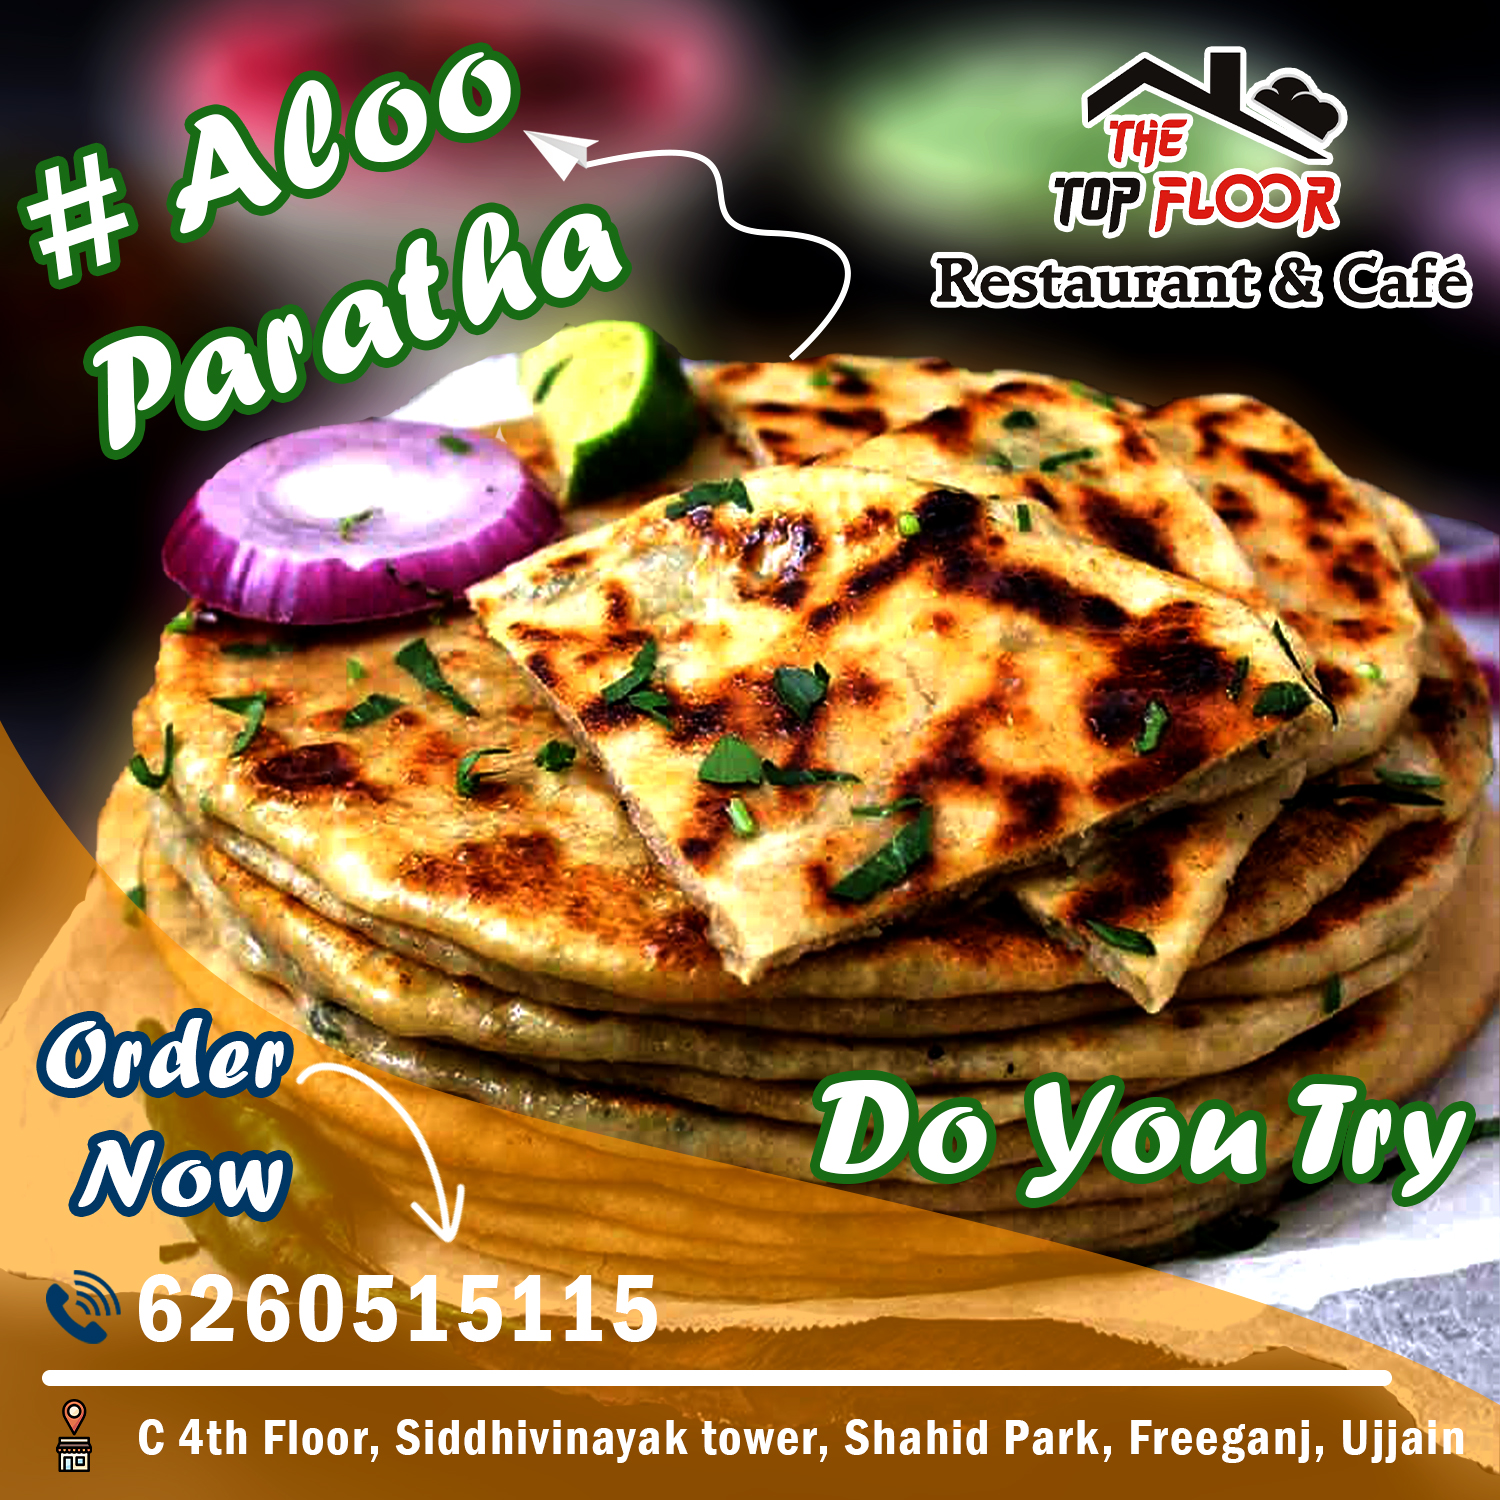 # Aloo
Paratha
THE
TOP FLOOR
Restaurant & Café
Order
Now
Do You Try
6260515115
C 4th Floor, Siddhivinayak tower, Shahid Park, Freeganj, Ujjain